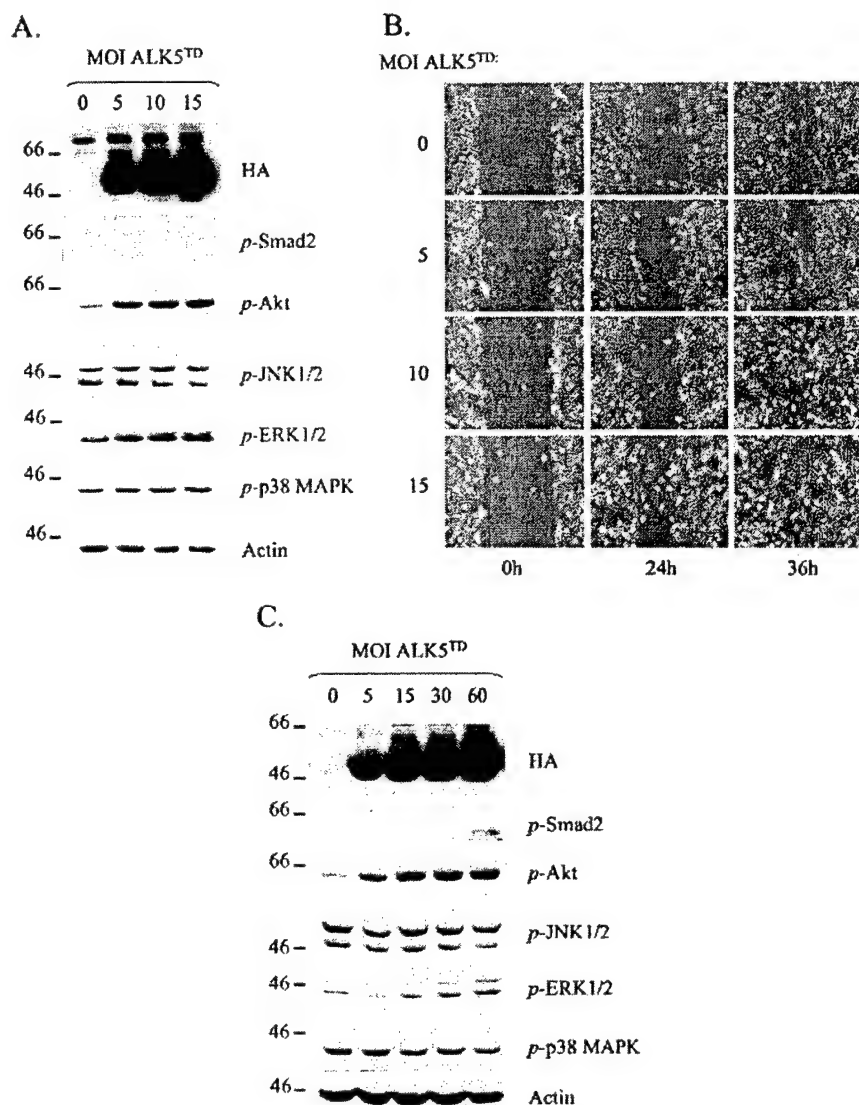 A.
MOI ALK5TD
0 5 10 15
66
HA
46
66
p-Smad2
66
p-Akt
46
p-JNK1/2
46
p-ERK1/2
46
p-p38 MAPK
46
Actin
B.
MOI ALK5TD:
0
5
10
15
0h 24h 36h
C.
MOI ALK5TD
0 5 15 30 60
66
HA
46
66
p-Smad2
66
p-Akt
p-JNK1/2
46
46
p-ERK1/2
46
p-p38 MAPK
46
Actin